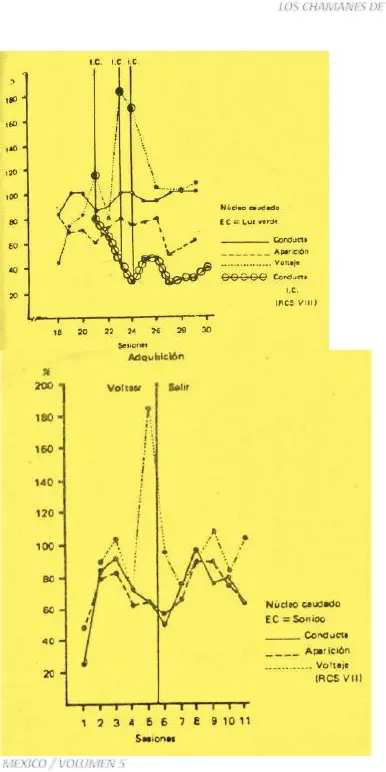 LOS CHAMANES DE
I.C. I.C. I.C.
180
160
140
120
100
80
60
40
20
18 20 22 24 26 28 30
Sesiones
Adquisición
Núcleo caudado
EC = Luz verde
Conducta
Aparición
Voltaje
Conducta
I.C.
(RCS VIII)
%
200
180
160
140
120
100
80
60
40
20
Voltear Salir
Núcleo caudado
EC = Sonido
Conducta
Aparición
Voltaje
(RCS VII)
1 2 3 4 5 6 7 8 9 10 11
Sesiones
MEXICO / VOLUMEN 5